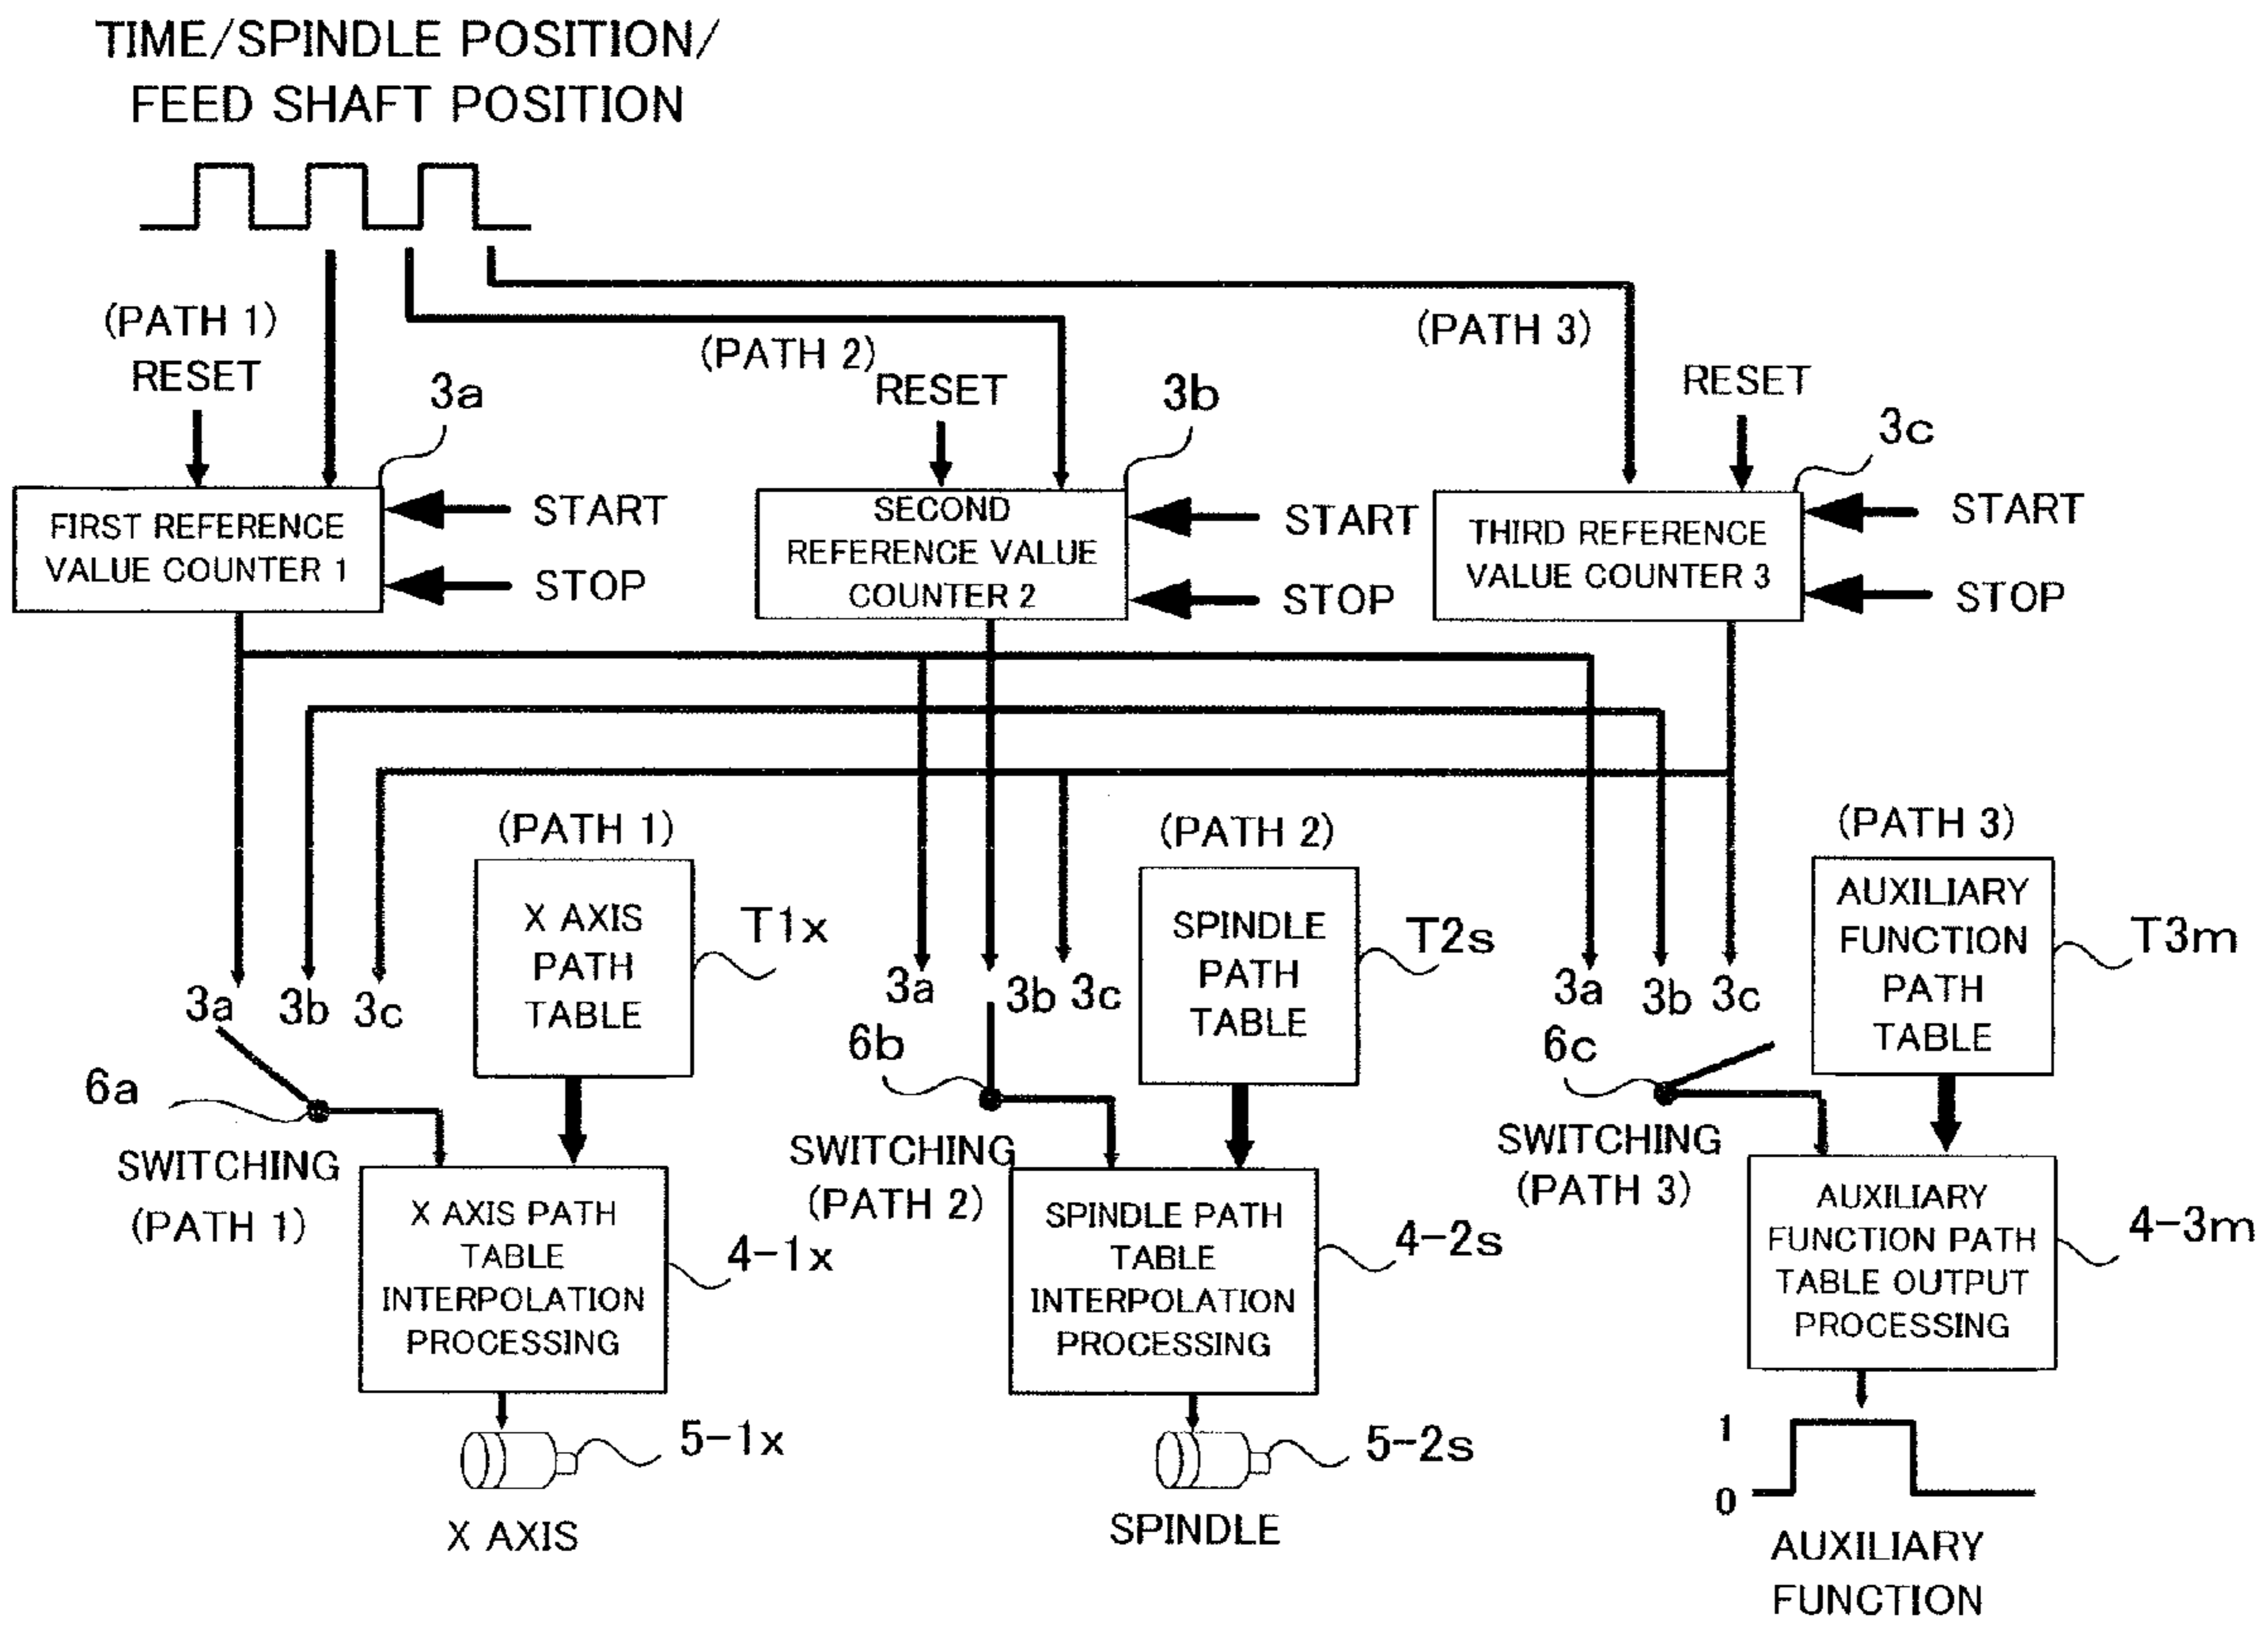 TIME/SPINDLE POSITION/
FEED SHAFT POSITION
(PATH 1)
RESET
3a
(PATH 2)
RESET
3b
(PATH 3)
RESET
3c
FIRST REFERENCE
VALUE COUNTER 1
START
STOP
SECOND
REFERENCE VALUE
COUNTER 2
START
STOP
THIRD REFERENCE
VALUE COUNTER 3
START
STOP
3a 3b 3c
(PATH 1)
X AXIS
PATH
TABLE
T1x
3a 3b 3c
(PATH 2)
SPINDLE
PATH
TABLE
T2s
3a 3b 3c
(PATH 3)
AUXILIARY
FUNCTION
PATH
TABLE
T3m
6a
SWITCHING
(PATH 1)
X AXIS PATH
TABLE
INTERPOLATION
PROCESSING
4-1x
6b
SWITCHING
(PATH 2)
SPINDLE PATH
TABLE
INTERPOLATION
PROCESSING
4-2s
6c
SWITCHING
(PATH 3)
AUXILIARY
FUNCTION PATH
TABLE OUTPUT
PROCESSING
4-3m
5-1x
X AXIS
5-2s
SPINDLE
1
0
AUXILIARY
FUNCTION